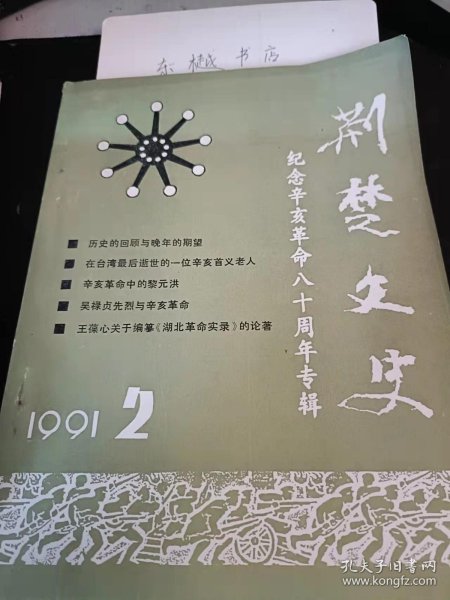 东樾书店
荆楚文史
纪念辛亥革命八十周年专辑
历史的回顾与晚年的期望
在台湾最后逝世的一位辛亥首义老人
辛亥革命中的黎元洪
吴禄贞先烈与辛亥革命
王葆心关于编篡《湖北革命实录》的论著
1991 2
孔夫子旧书网
www.kongfz.com